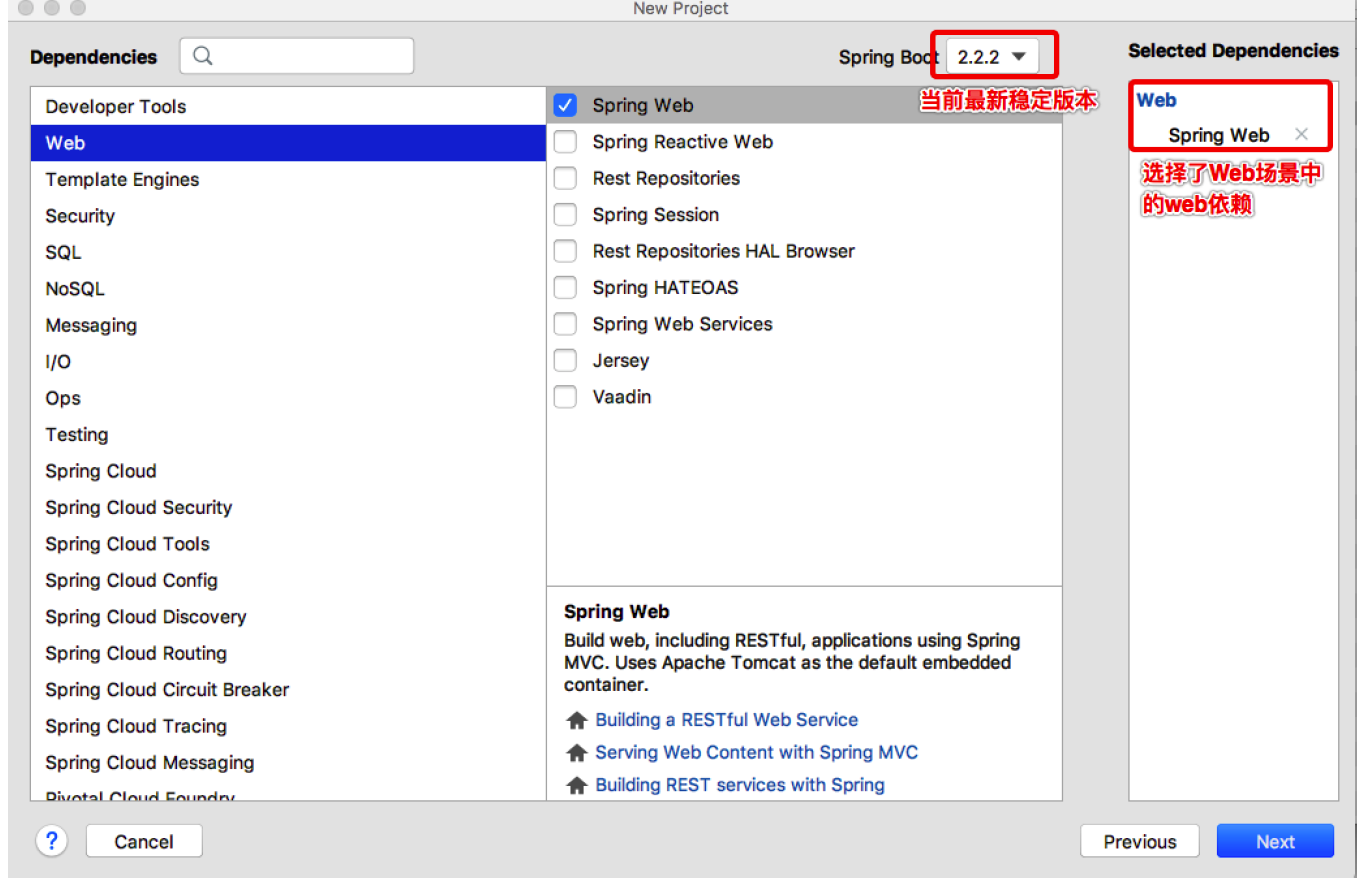 New Project
Dependencies
Spring Boot 2.2.2
Selected Dependencies
当前最新稳定版本
Developer Tools
Web
Template Engines
Security
SQL
NoSQL
Messaging
I/O
Ops
Testing
Spring Cloud
Spring Cloud Security
Spring Cloud Tools
Spring Cloud Config
Spring Cloud Discovery
Spring Cloud Routing
Spring Cloud Circuit Breaker
Spring Cloud Tracing
Spring Cloud Messaging
Pivotal Cloud Foundry
Spring Web
Spring Reactive Web
Rest Repositories
Spring Session
Rest Repositories HAL Browser
Spring HATEOAS
Spring Web Services
Jersey
Vaadin
Spring Web
Build web, including RESTful, applications using Spring
MVC. Uses Apache Tomcat as the default embedded
container.
Building a RESTful Web Service
Serving Web Content with Spring MVC
Building REST services with Spring
Web
Spring Web
选择了Web场景中
的web依赖
?
Cancel
Previous
Next